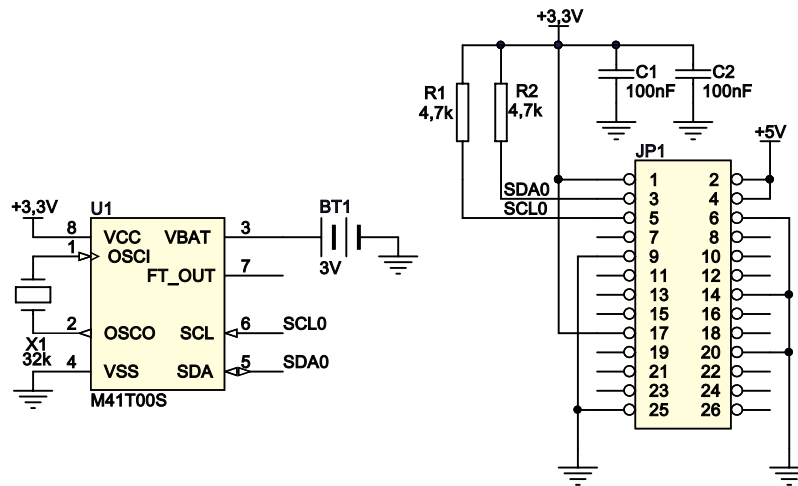 +3,3V
R1
4,7k
R2
4,7k
C1
100nF
C2
100nF
+5V
JP1
SDA0
SCL0
1 2
3 4
5 6
7 8
9 10
11 12
13 14
15 16
17 18
19 20
21 22
23 24
25 26
+3,3V
U1
8 VCC VBAT 3
1 OSCI
FT_OUT 7
2 OSCO SCL 6 SCL0
4 VSS SDA 5 SDA0
M41T00S
X1
32k
BT1
3V